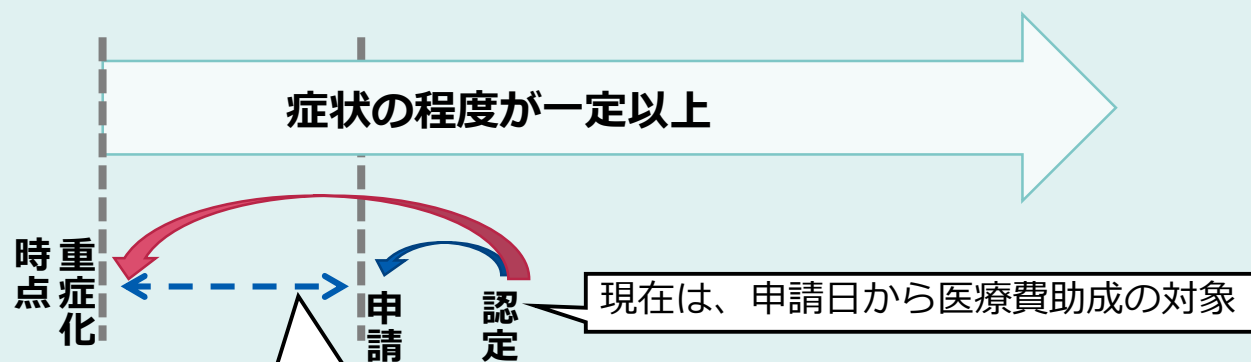 症状の程度が一定以上
重症化
時点
申請
認定
現在は、申請日から医療費助成の対象